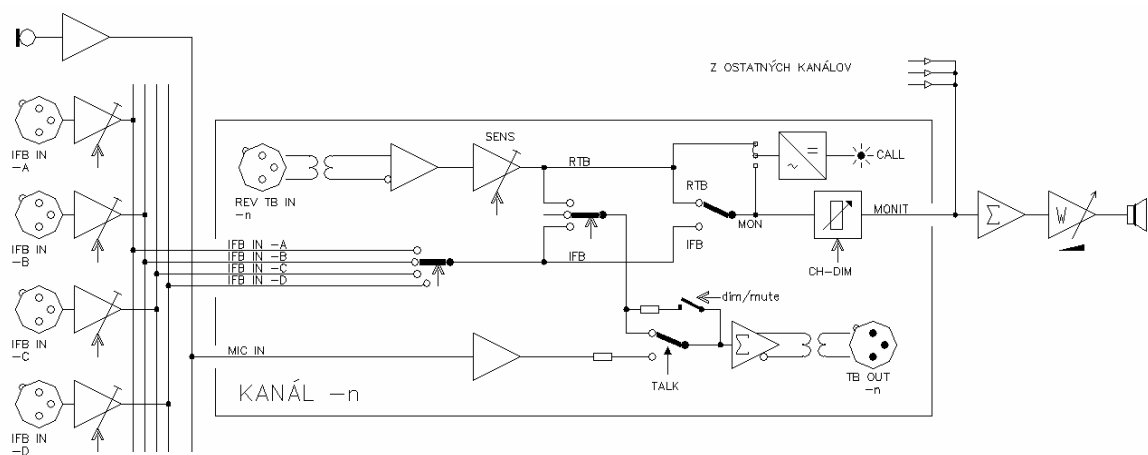 Z OSTATNÝCH KANÁLOV
IFB IN
-A
IFB IN
-B
IFB IN
-C
IFB IN
-D
REV TB IN
-n
SENS
RTB
RTB
IFB
IFB
MON
CALL
MONIT
CH-DIM
Σ
W
IFB IN -A
IFB IN -B
IFB IN -C
IFB IN -D
dim/mute
MIC IN
TALK
Σ
TB OUT
-n
KANÁL -n